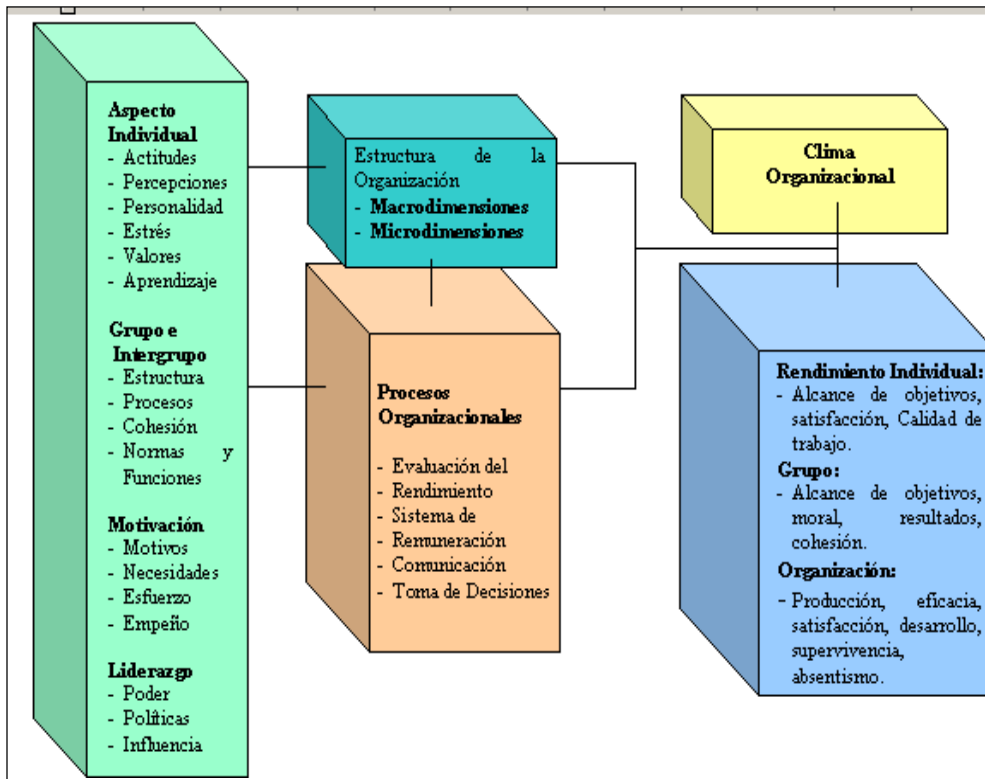 Aspecto
Individual
- Actitudes
- Percepciones
- Personalidad
- Estrés
- Valores
- Aprendizaje
Grupo e
Intergrupo
- Estructura
- Procesos
- Cohesión
- Normas y
Funciones
Motivación
- Motivos
- Necesidades
- Esfuerzo
- Empeño
Liderazgo
- Poder
- Políticas
- Influencia
Estructura de la
Organización
- Macrodimensiones
- Microdimensiones
Procesos
Organizacionales
- Evaluación del
- Rendimiento
- Sistema de
- Remuneración
- Comunicación
- Toma de Decisiones
Clima
Organizacional
Rendimiento Individual:
- Alcance de objetivos,
satisfacción, Calidad de
trabajo.
Grupo:
- Alcance de objetivos,
moral, resultados,
cohesión.
Organización:
- Producción, eficacia,
satisfacción, desarrollo,
supervivencia,
absentismo.